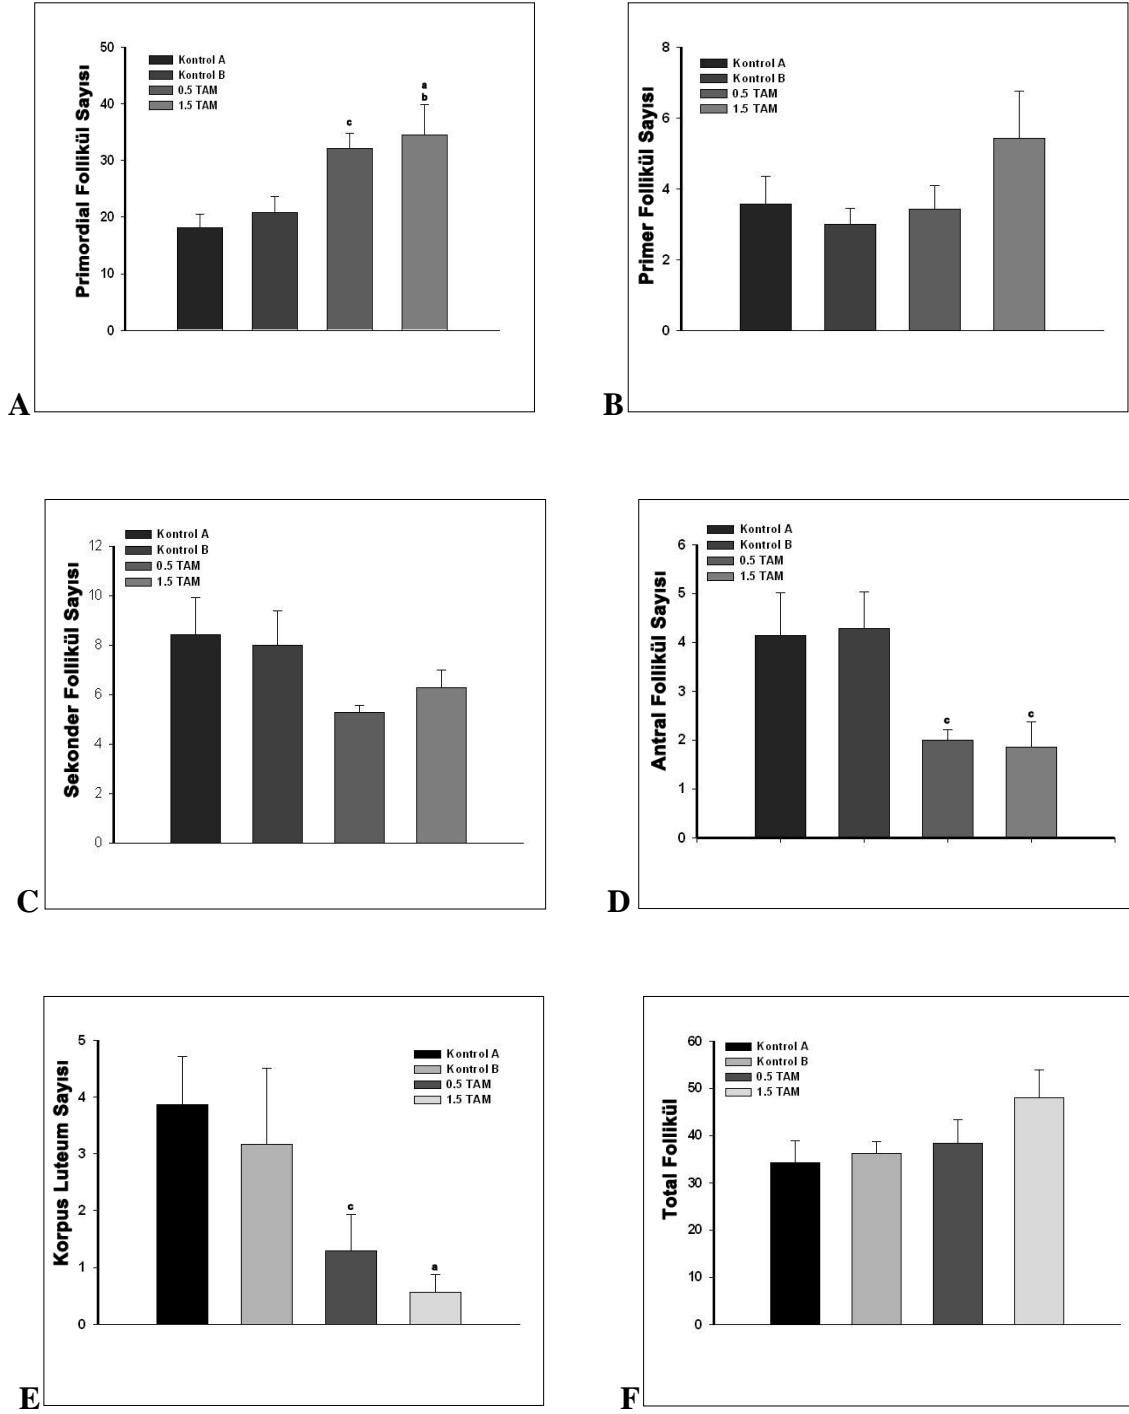 Primordial Follikül Sayısı
50
40
30
20
10
0
Kontrol A
Kontrol B
0.5 TAM
1.5 TAM
c
a
b
A
Primer Follikül Sayısı
8
6
4
2
0
Kontrol A
Kontrol B
0.5 TAM
1.5 TAM
B
Sekonder Follikül Sayısı
12
10
8
6
4
2
0
Kontrol A
Kontrol B
0.5 TAM
1.5 TAM
C
Antral Follikül Sayısı
6
5
4
3
2
1
0
Kontrol A
Kontrol B
0.5 TAM
1.5 TAM
c
c
D
Korpus Luteum Sayısı
5
4
3
2
1
0
Kontrol A
Kontrol B
0.5 TAM
1.5 TAM
c
a
E
Total Follikül
60
50
40
30
20
10
0
Kontrol A
Kontrol B
0.5 TAM
1.5 TAM
F